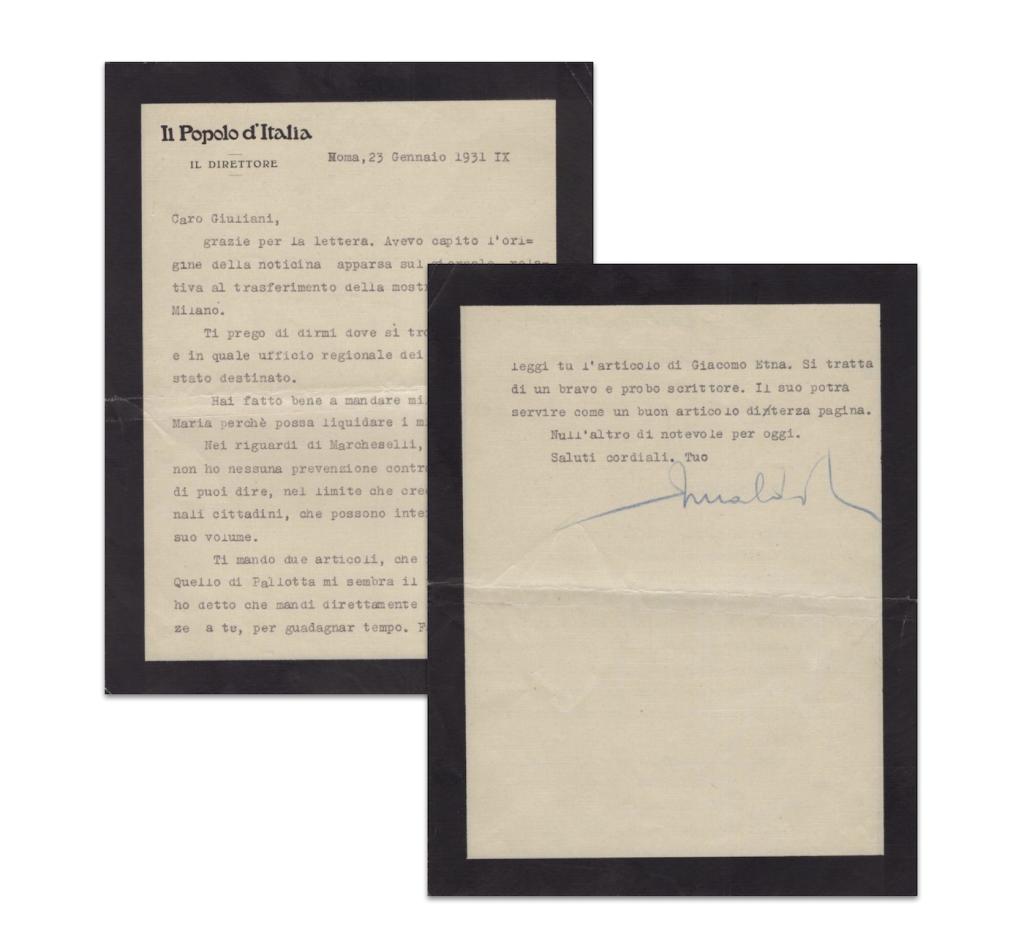 Il Popolo d'Italia
IL DIRETTORE
Roma, 23 Gennaio 1931 IX
Caro Giuliani,
grazie per la lettera. Avevo capito l'ori=
gine della noticina apparsa sul giornale, rela=
tiva al trasferimento della most
Milano.
Ti prego di dirmi dove sì
e in quale ufficio regionale dei
stato destinato.
Hai fatto bene a mandare
Maria perchè possa liquidare i
Nei riguardi di Marcheselli,
non ho nessuna prevenzione contr
di puoi dire, nel limite che
nali cittadini, che possono
suo volume.
Ti mando due articoli, che
Quello di Pallotta mi sembra il
ho detto che mandi direttamente
ze a te, per guadagnar tempo.
leggi tu l'articolo di Giacomo Etna. Si tratta
di un bravo e probo scrittore. Il suo potra
servire come un buon articolo di terza pagina.
Null'altro di notevole per oggi.
Saluti cordiali. Tuo